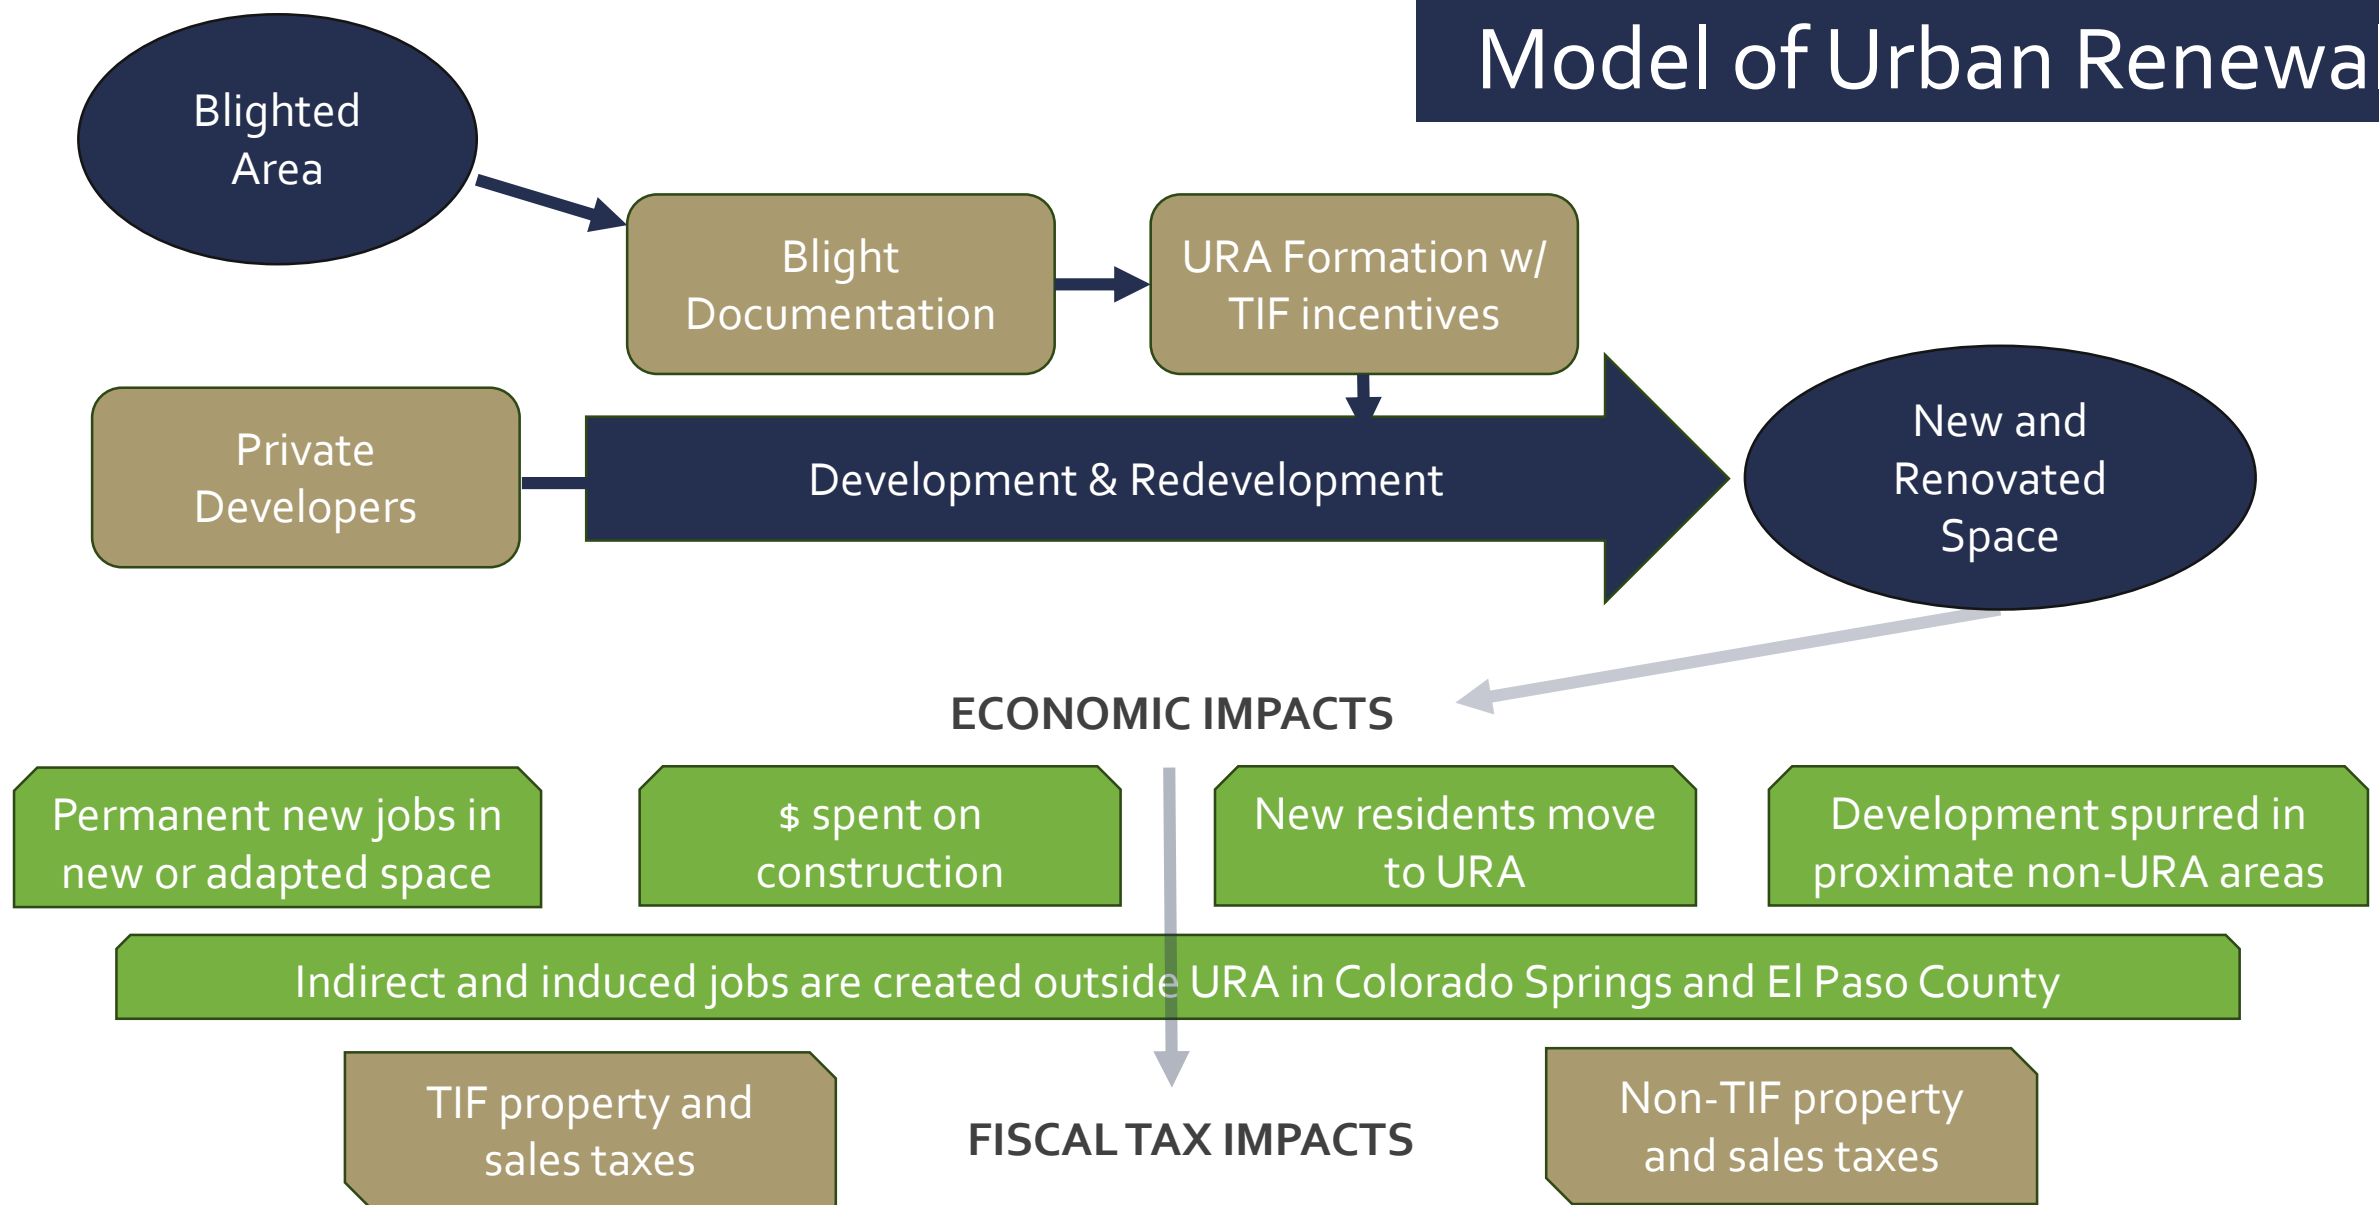 Model of Urban Renewal
Blighted
Area
Blight
Documentation
URA Formation w/
TIF incentives
Private
Developers
Development & Redevelopment
New and
Renovated
Space
ECONOMIC IMPACTS
Permanent new jobs in
new or adapted space
$ spent on
construction
New residents move
to URA
Development spurred in
proximate non-URA areas
Indirect and induced jobs are created outside URA in Colorado Springs and El Paso County
TIF property and
sales taxes
FISCAL TAX IMPACTS
Non-TIF property
and sales taxes